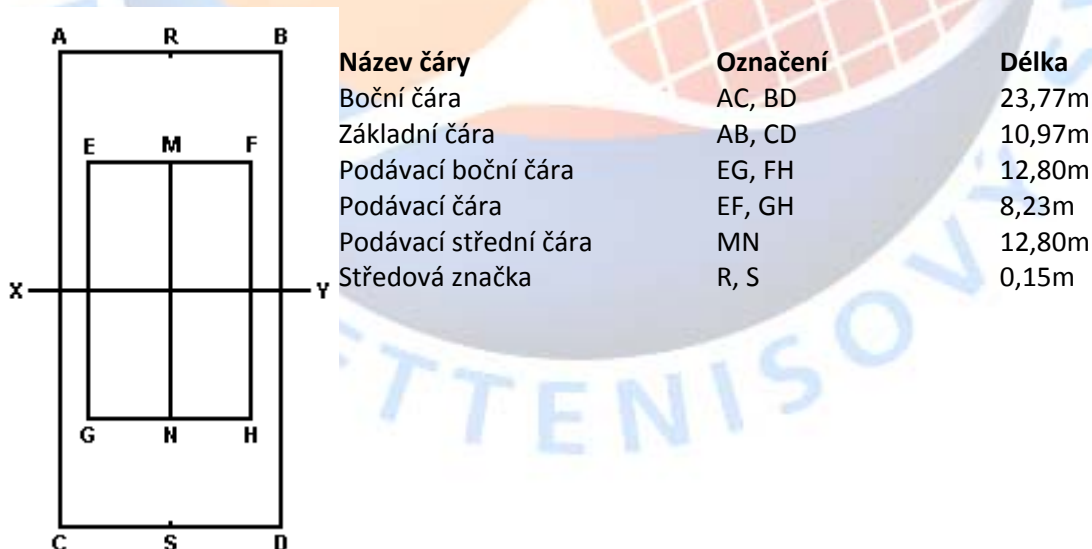 A R B
E M F
X Y
G N H
C S D
Název čáry Označení Délka
Boční čára AC, BD 23,77m
Základní čára AB, CD 10,97m
Podávací boční čára EG, FH 12,80m
Podávací čára EF, GH 8,23m
Podávací střední čára MN 12,80m
Středová značka R, S 0,15m
TTENISOVÝ